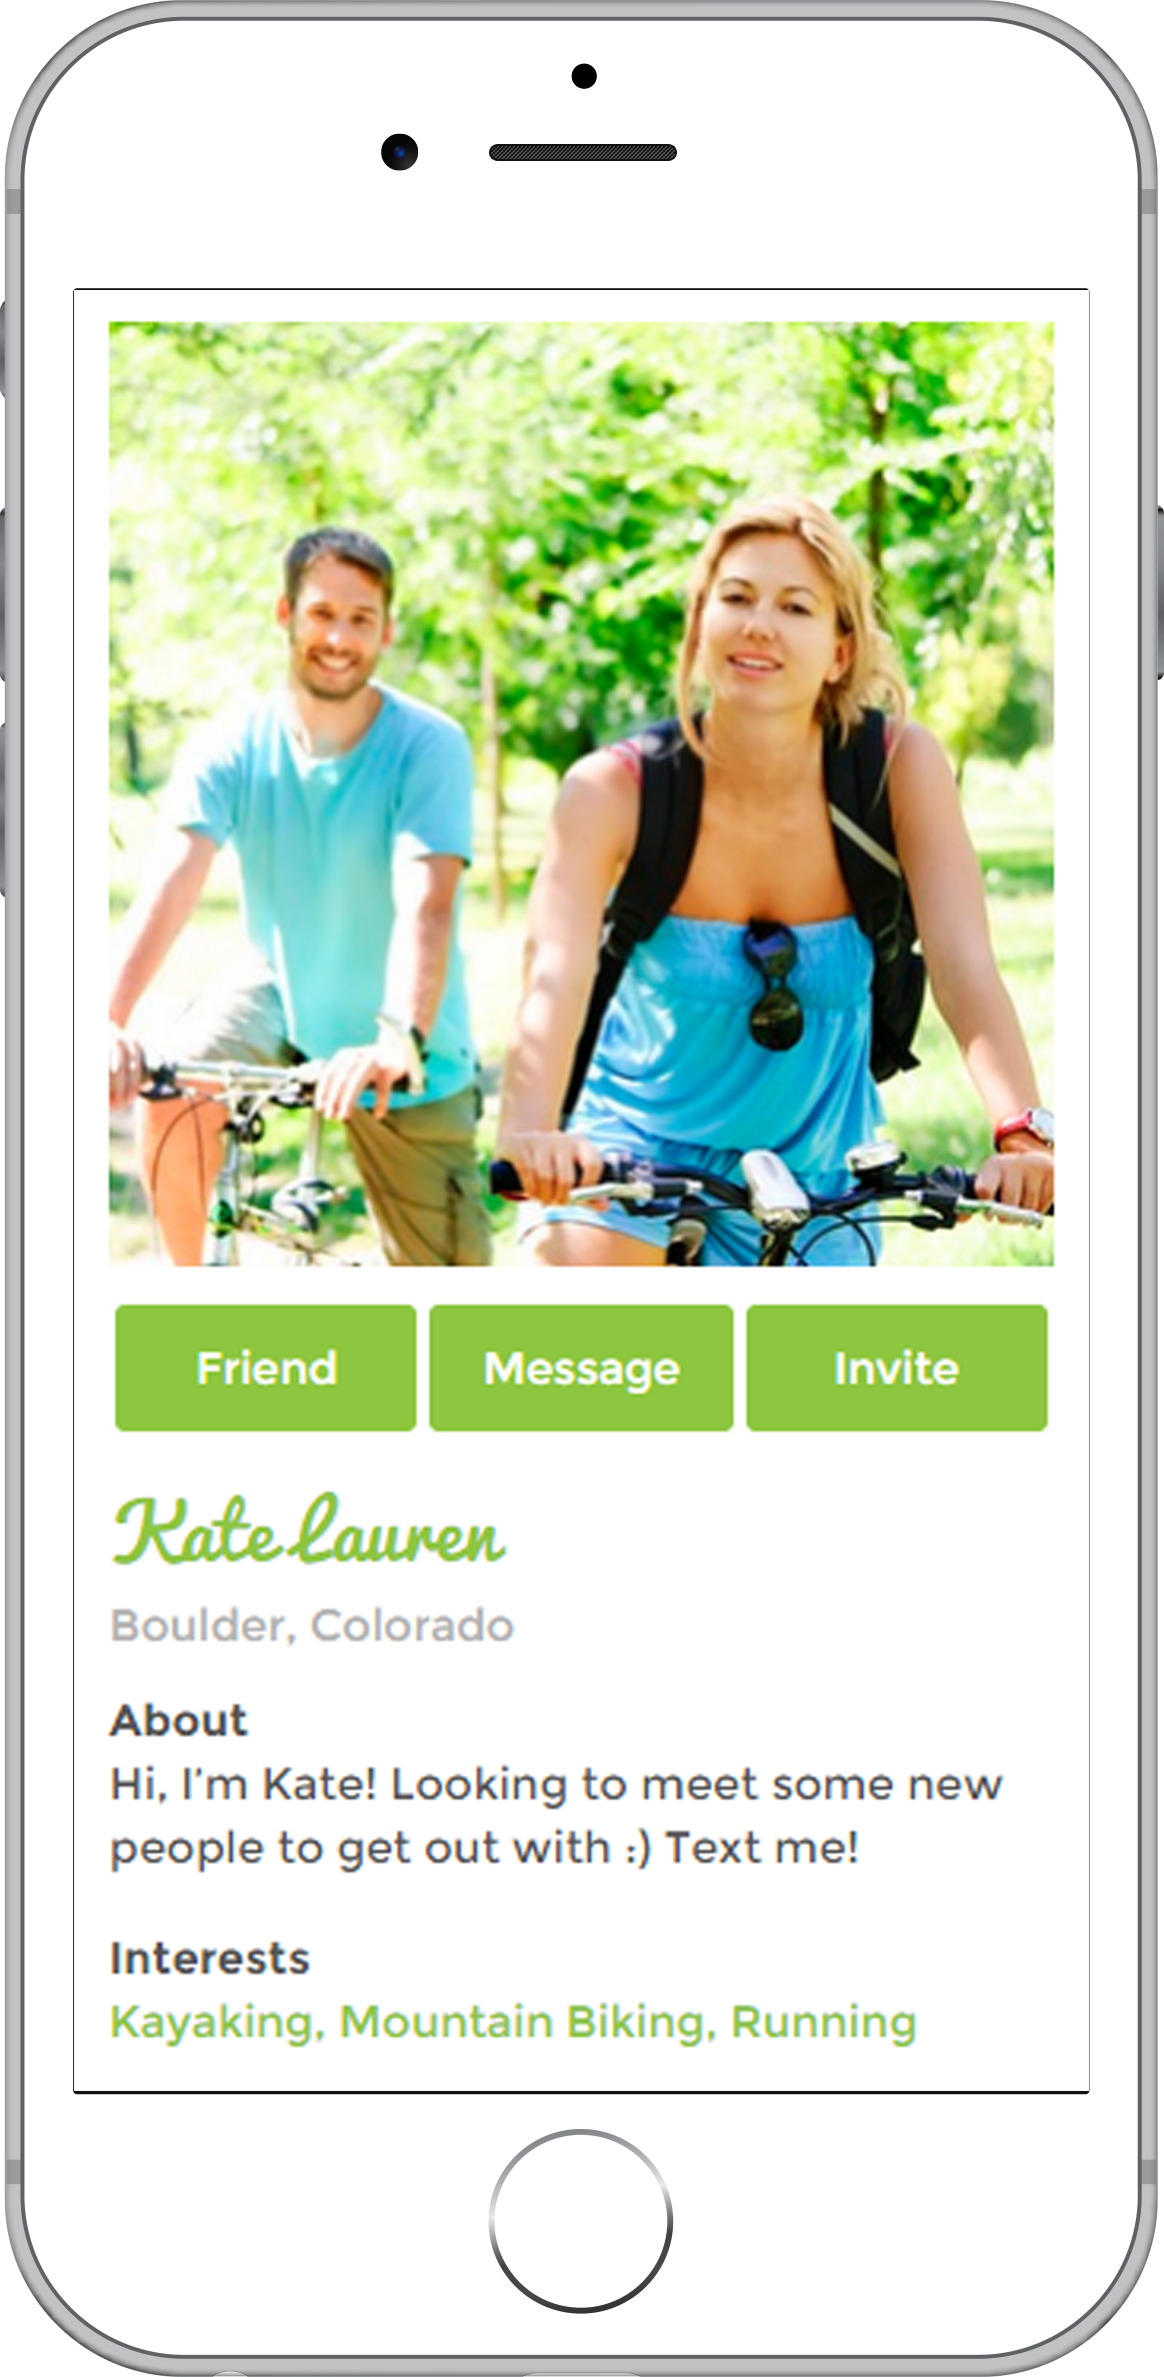 Friend Message Invite
Kate Lauren
Boulder, Colorado
About
Hi, I'm Kate! Looking to meet some new
people to get out with :) Text me!
Interests
Kayaking, Mountain Biking, Running